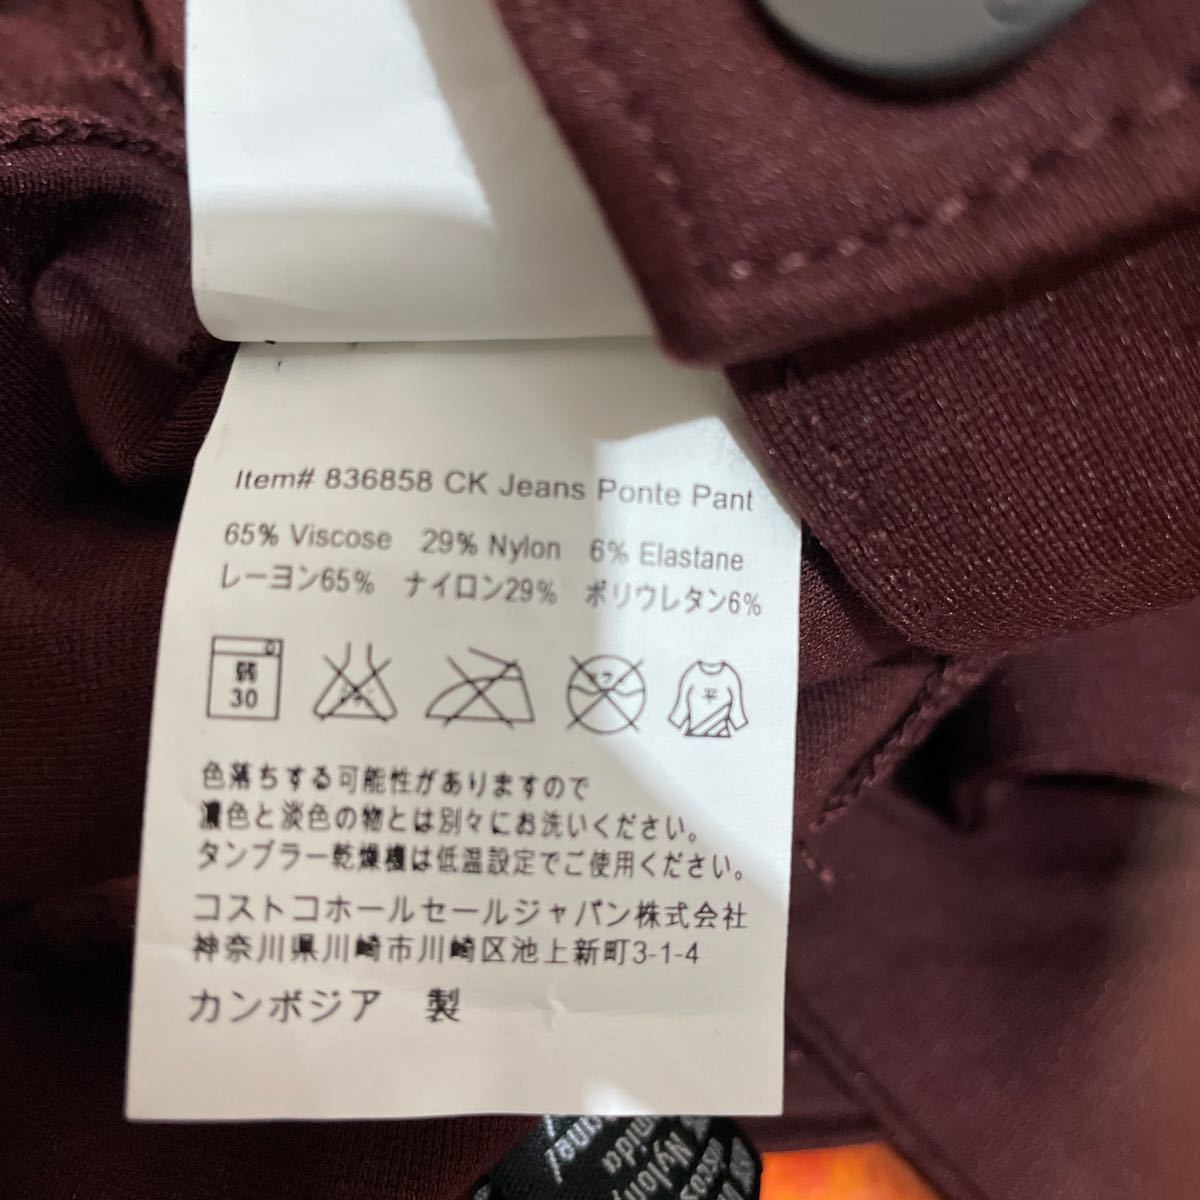 Item# 836858 CK Jeans Ponte Pant
65% Viscose 29% Nylon 6% Elastane
レーヨン65% ナイロン29% ポリウレタン6%
弱
30
平
色落ちする可能性がありますので
濃色と淡色の物とは別々にお洗いください。
タンブラー乾燥機は低温設定でご使用ください。
コストコホールセールジャパン株式会社
神奈川県川崎市川崎区池上新町3-1-4
カンボジア 製